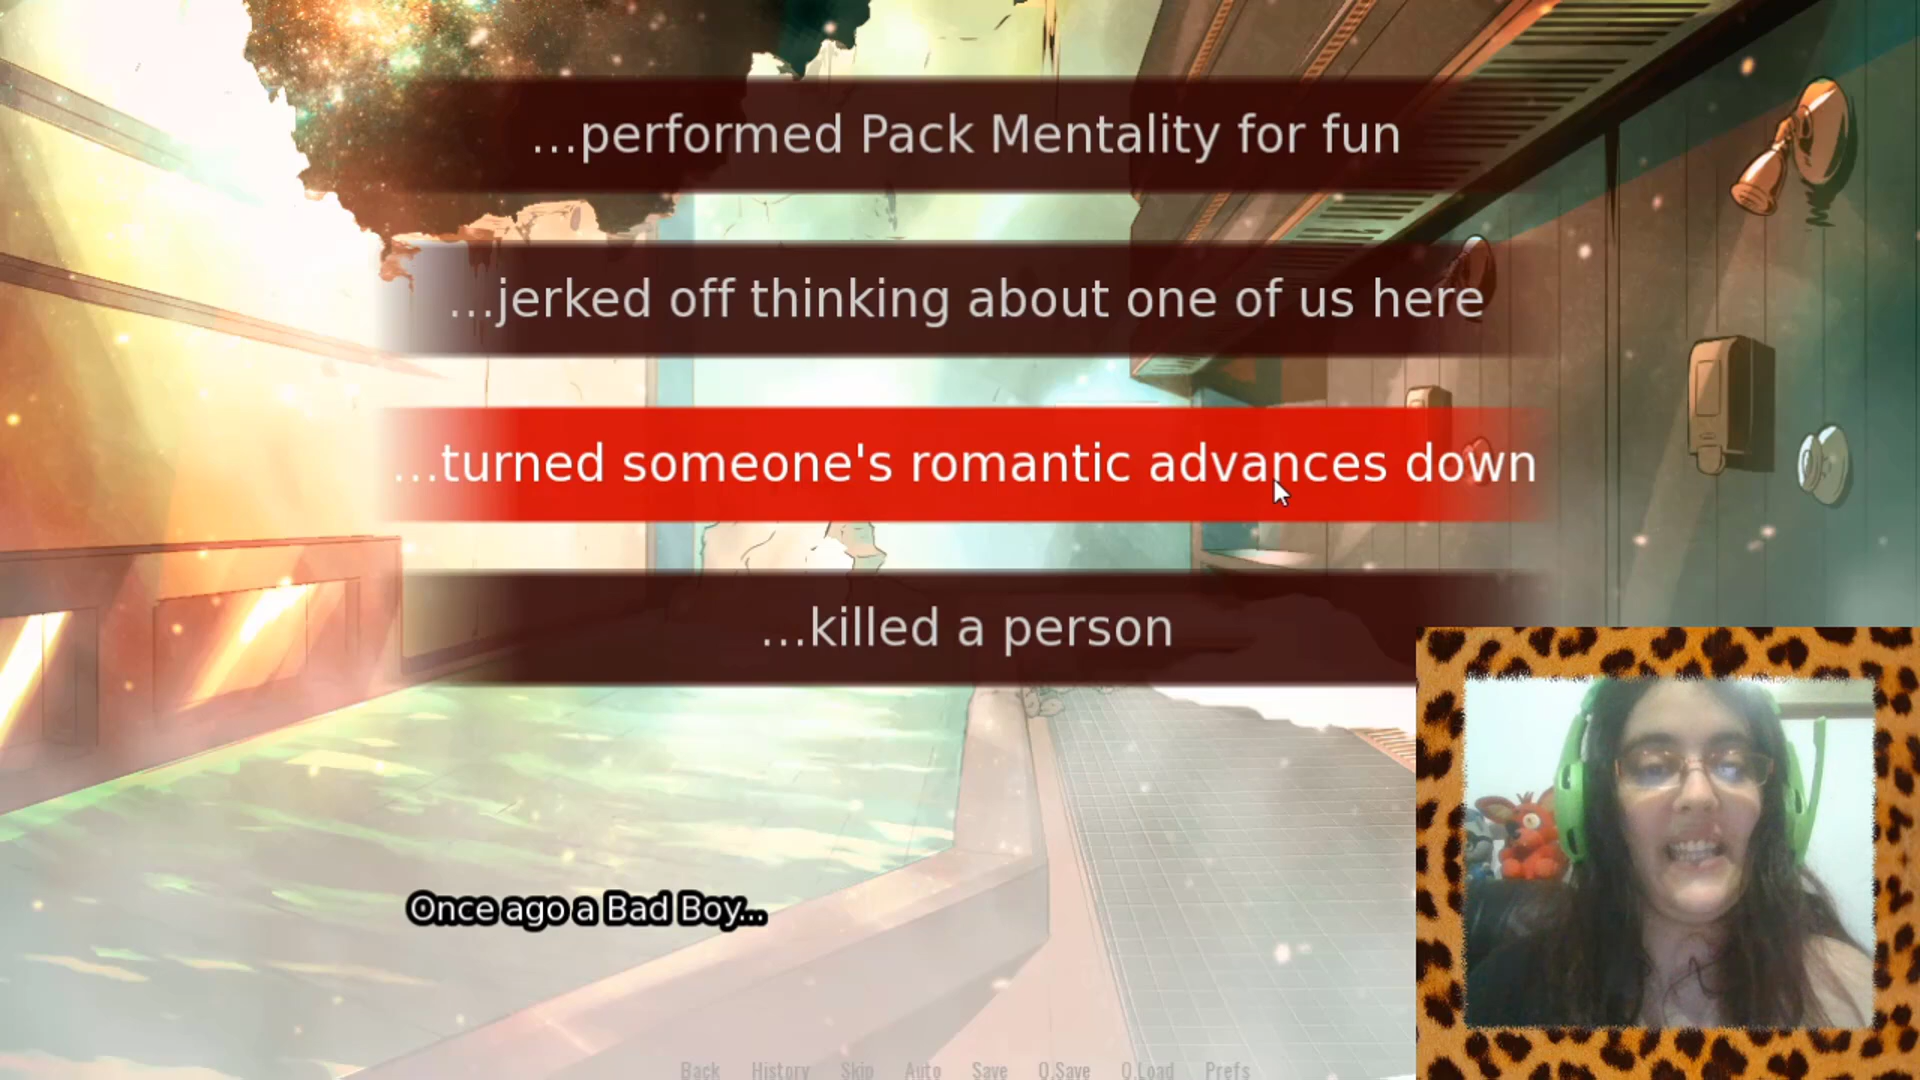 ...performed Pack Mentality for fun
...jerked off thinking about one of us here
...turned someone's romantic advances down
...killed a person
Once ago a Bad Boy...
Back History Skip Auto Save Q.Save Q.Load Prefs